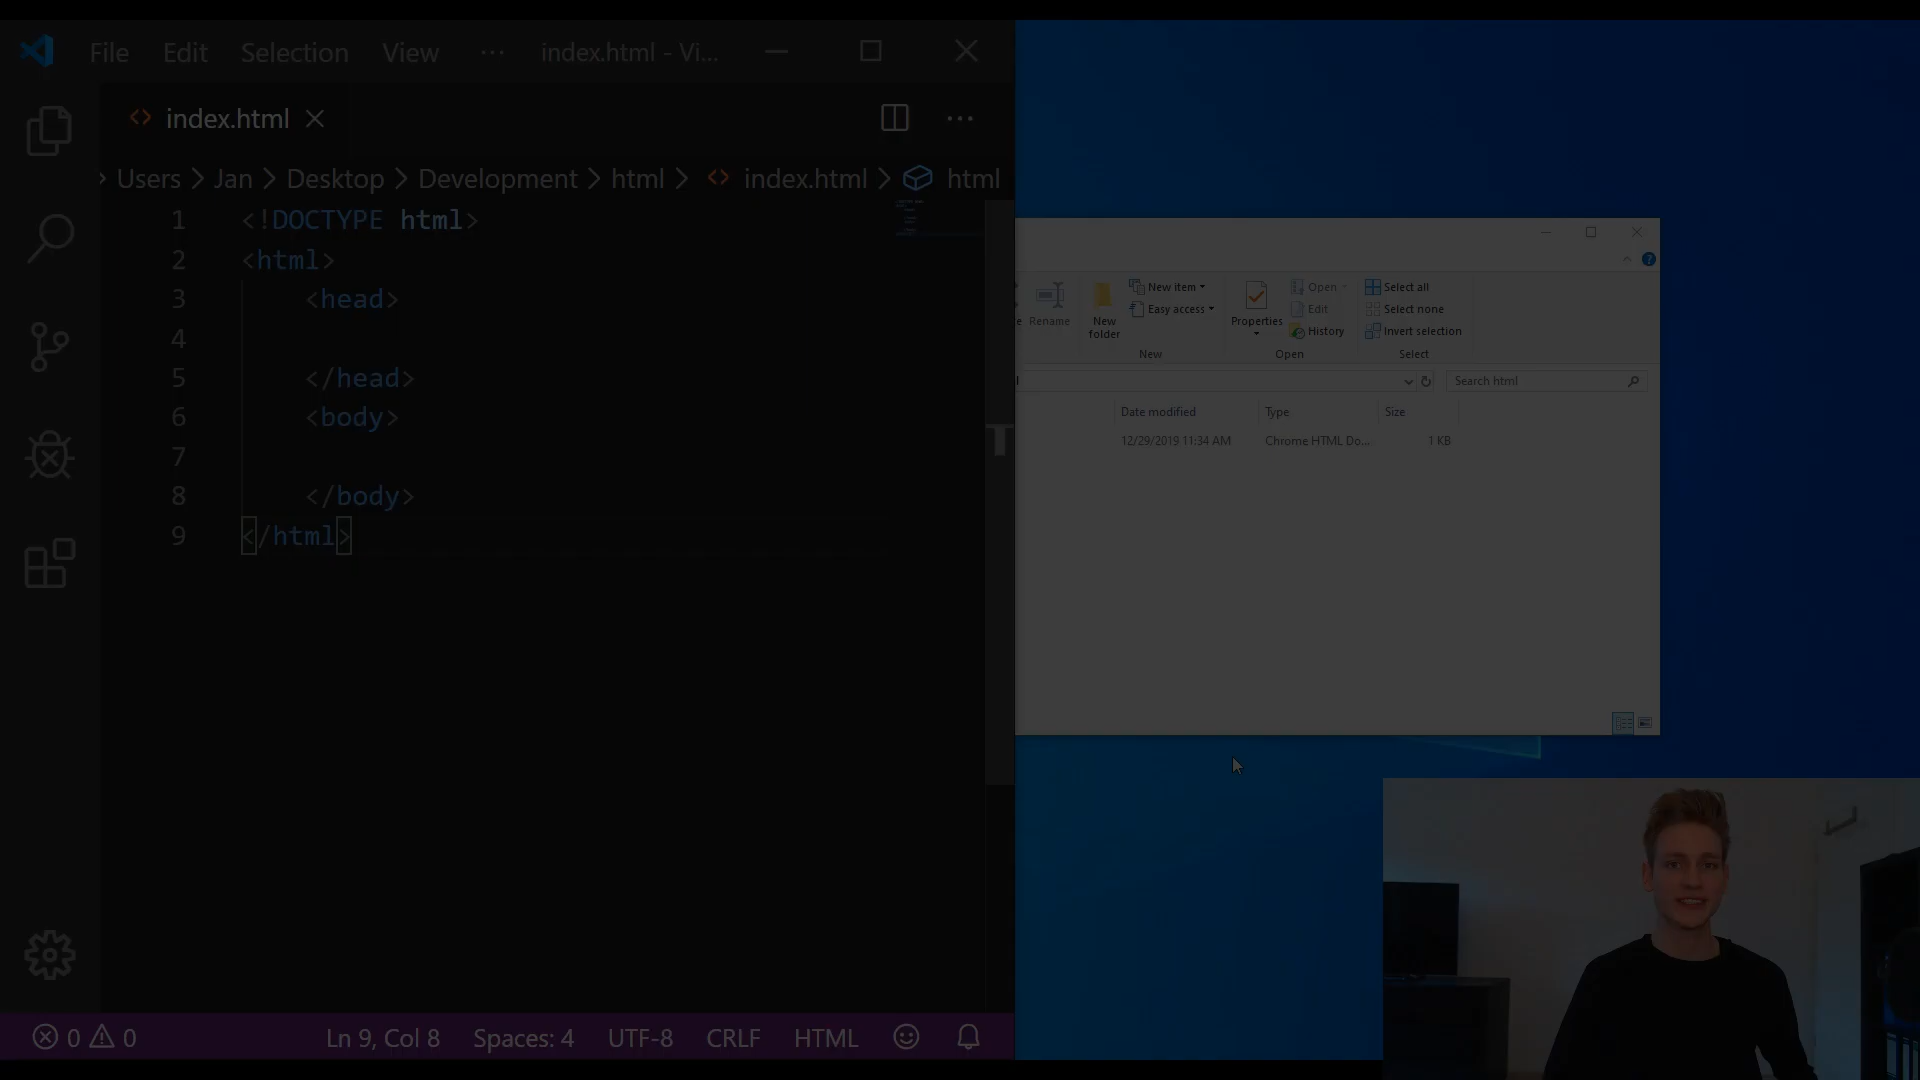 File Edit Selection View ··· index.html - Vi...
index.html
Users > Jan > Desktop > Development > html > index.html > html
1 <!DOCTYPE html>
2 <html>
3 <head>
4
5 </head>
6 <body>
7
8 </body>
9 </html>
0 0 Ln 9, Col 8 Spaces: 4 UTF-8 CRLF HTML
Rename
New folder
New item
Easy access
New
Properties
Open
Edit
History
Open
Select all
Select none
Invert selection
Select
Search html
Date modified Type Size
12/29/2019 11:34 AM Chrome HTML Do... 1 KB